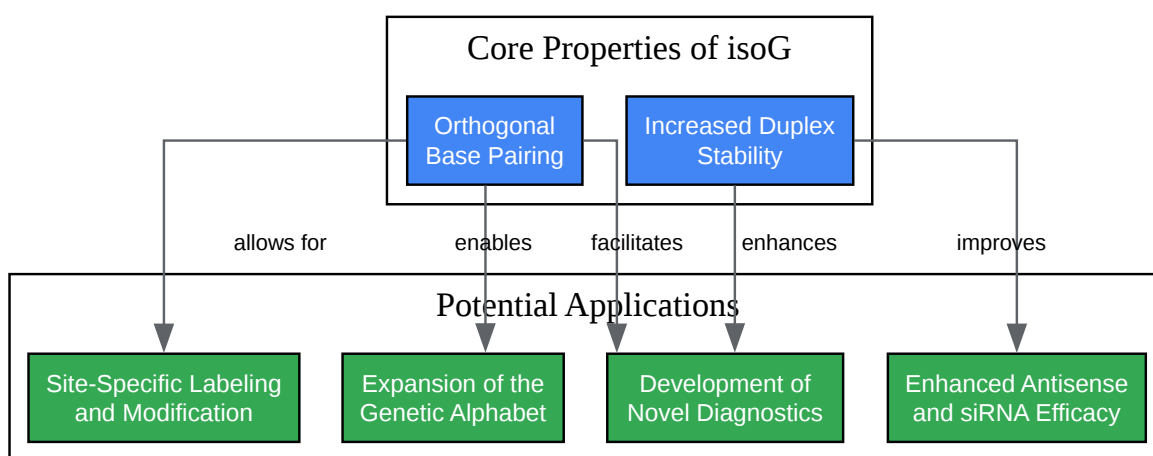 Core Properties of isoG
Orthogonal
Base Pairing
Increased Duplex
Stability
allows for
enables
facilitates
enhances
improves
Potential Applications
Site-Specific Labeling
and Modification
Expansion of the
Genetic Alphabet
Development of
Novel Diagnostics
Enhanced Antisense
and siRNA Efficacy